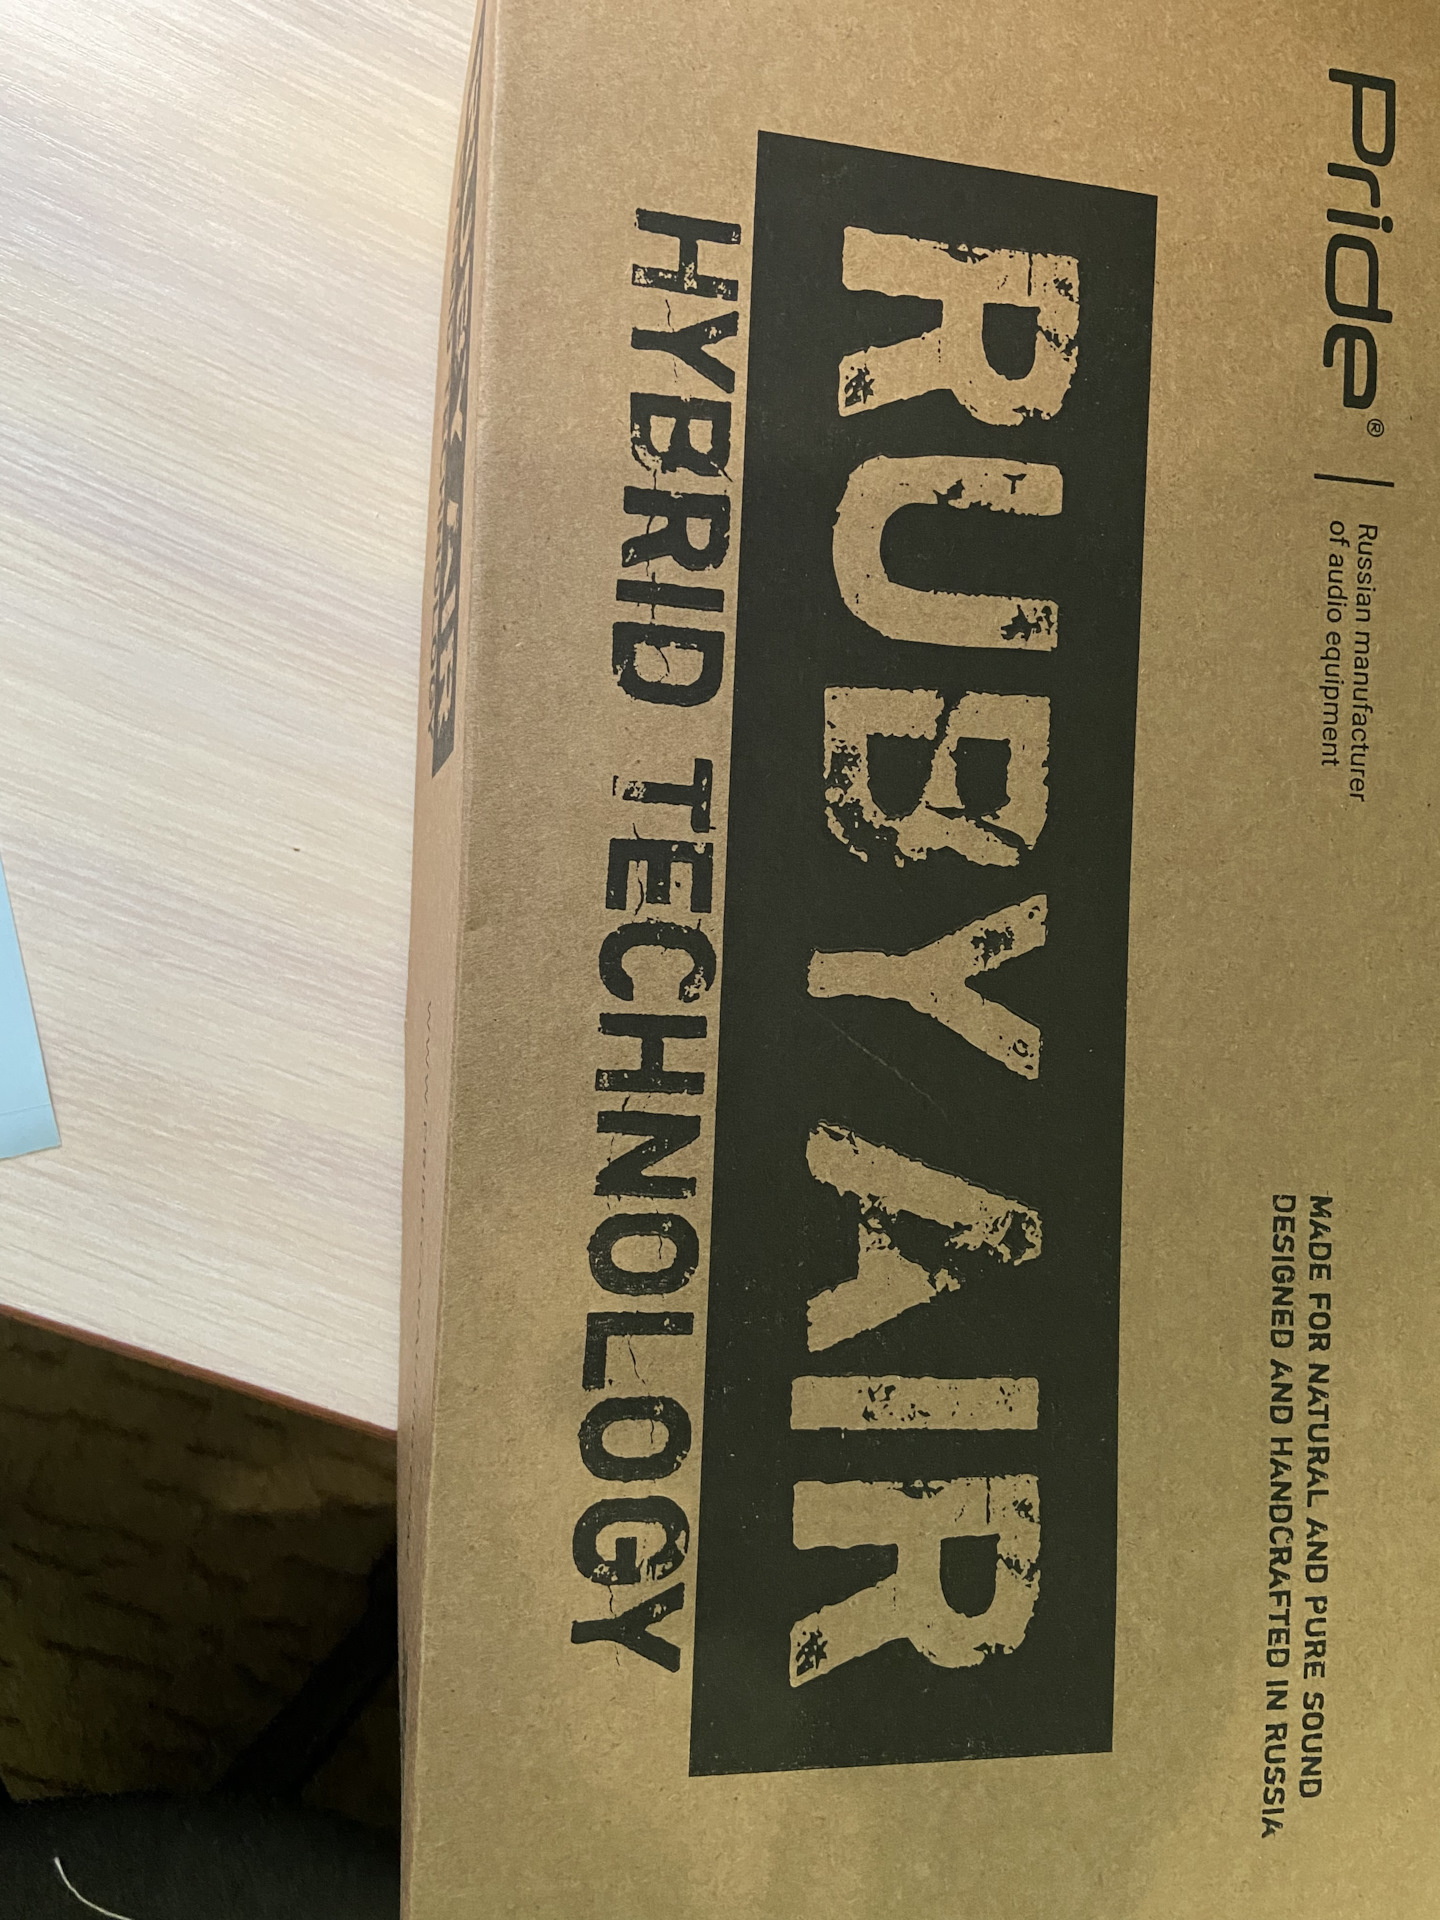 Pride®
Russian manufacturer
of audio equipment
MADE FOR NATURAL AND PURE SOUND
DESIGNED AND HANDCRAFTED IN RUSSIA
RUBY AIR
HYBRID TECHNOLOGY